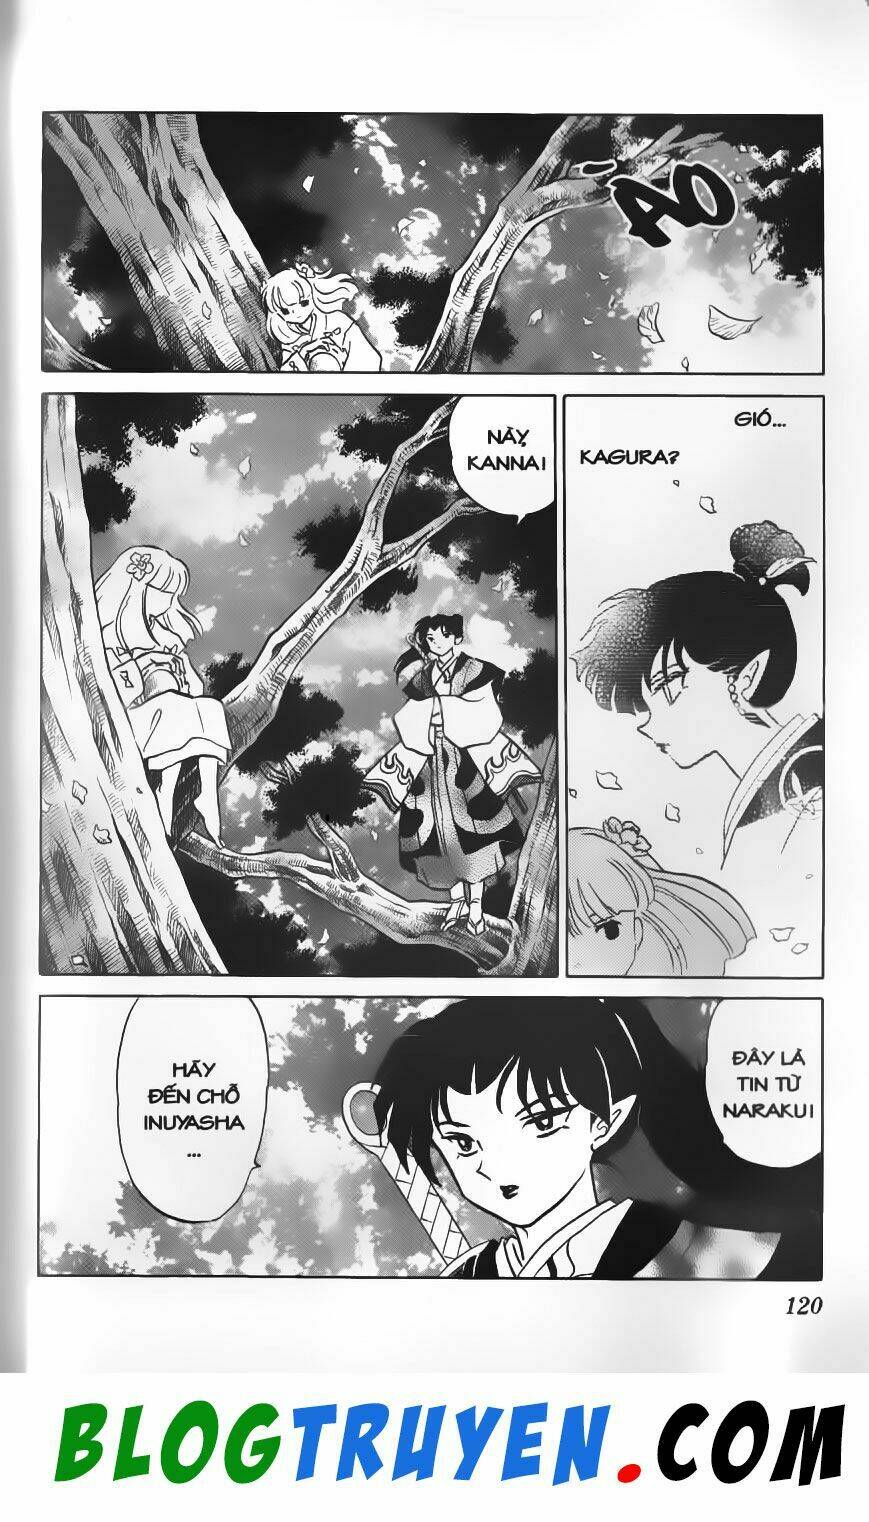 ÀO
GIÓ...
KAGURA?
NÀY,
KANNA!
ĐÂY LÀ
TIN TỪ
NARAKU!
HÃY
ĐẾN CHỖ
INUYASHA
...
120
BLOGTRUYEN.COM